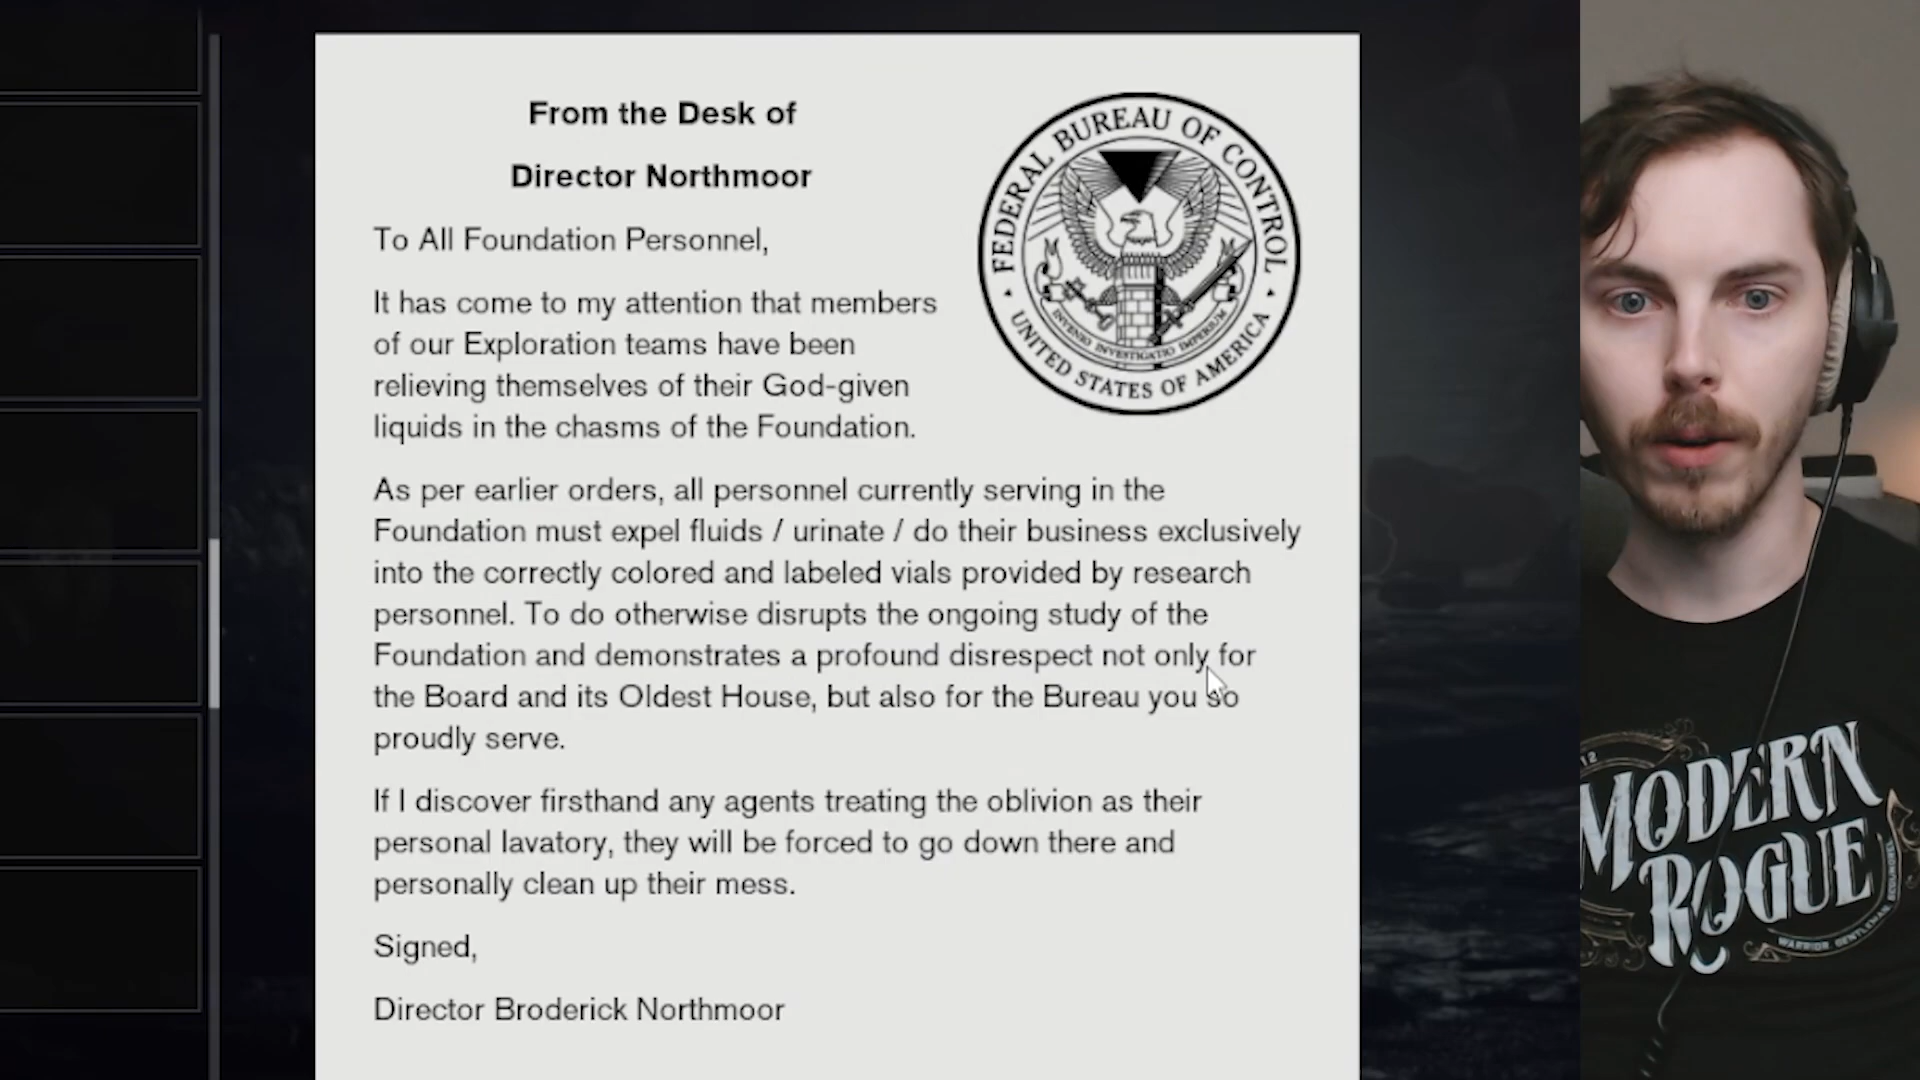 From the Desk of
Director Northmoor
FEDERAL BUREAU OF CONTROL
UNITED STATES OF AMERICA
INVENIO INVESTIGATIO IMPERIUM
To All Foundation Personnel,
It has come to my attention that members
of our Exploration teams have been
relieving themselves of their God-given
liquids in the chasms of the Foundation.
As per earlier orders, all personnel currently serving in the
Foundation must expel fluids / urinate / do their business exclusively
into the correctly colored and labeled vials provided by research
personnel. To do otherwise disrupts the ongoing study of the
Foundation and demonstrates a profound disrespect not only for
the Board and its Oldest House, but also for the Bureau you so
proudly serve.
If I discover firsthand any agents treating the oblivion as their
personal lavatory, they will be forced to go down there and
personally clean up their mess.
Signed,
Director Broderick Northmoor
MODERN
ROGUE